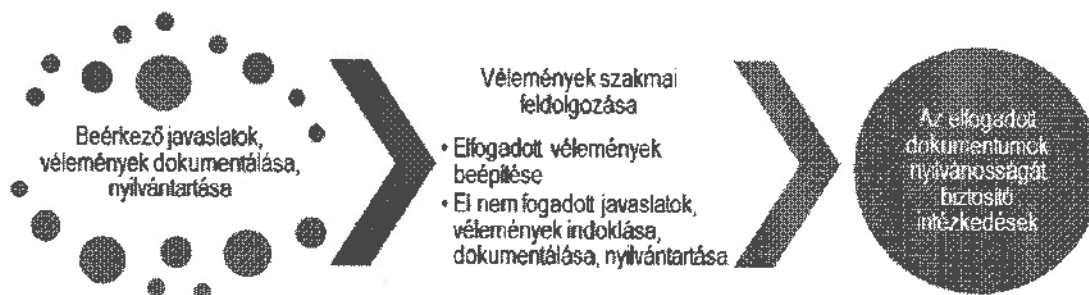 Beérkező javaslatok,
vélemények dokumentálása,
nyilvántartása
Vélemények szakmai
feldolgozása
• Elfogadott vélemények
beépítése
• El nem fogadott javaslatok,
vélemények indoklása,
dokumentálása, nyilvántartása
Az elfogadott
dokumentumok
nyilvánosságát
biztosító
intézkedések